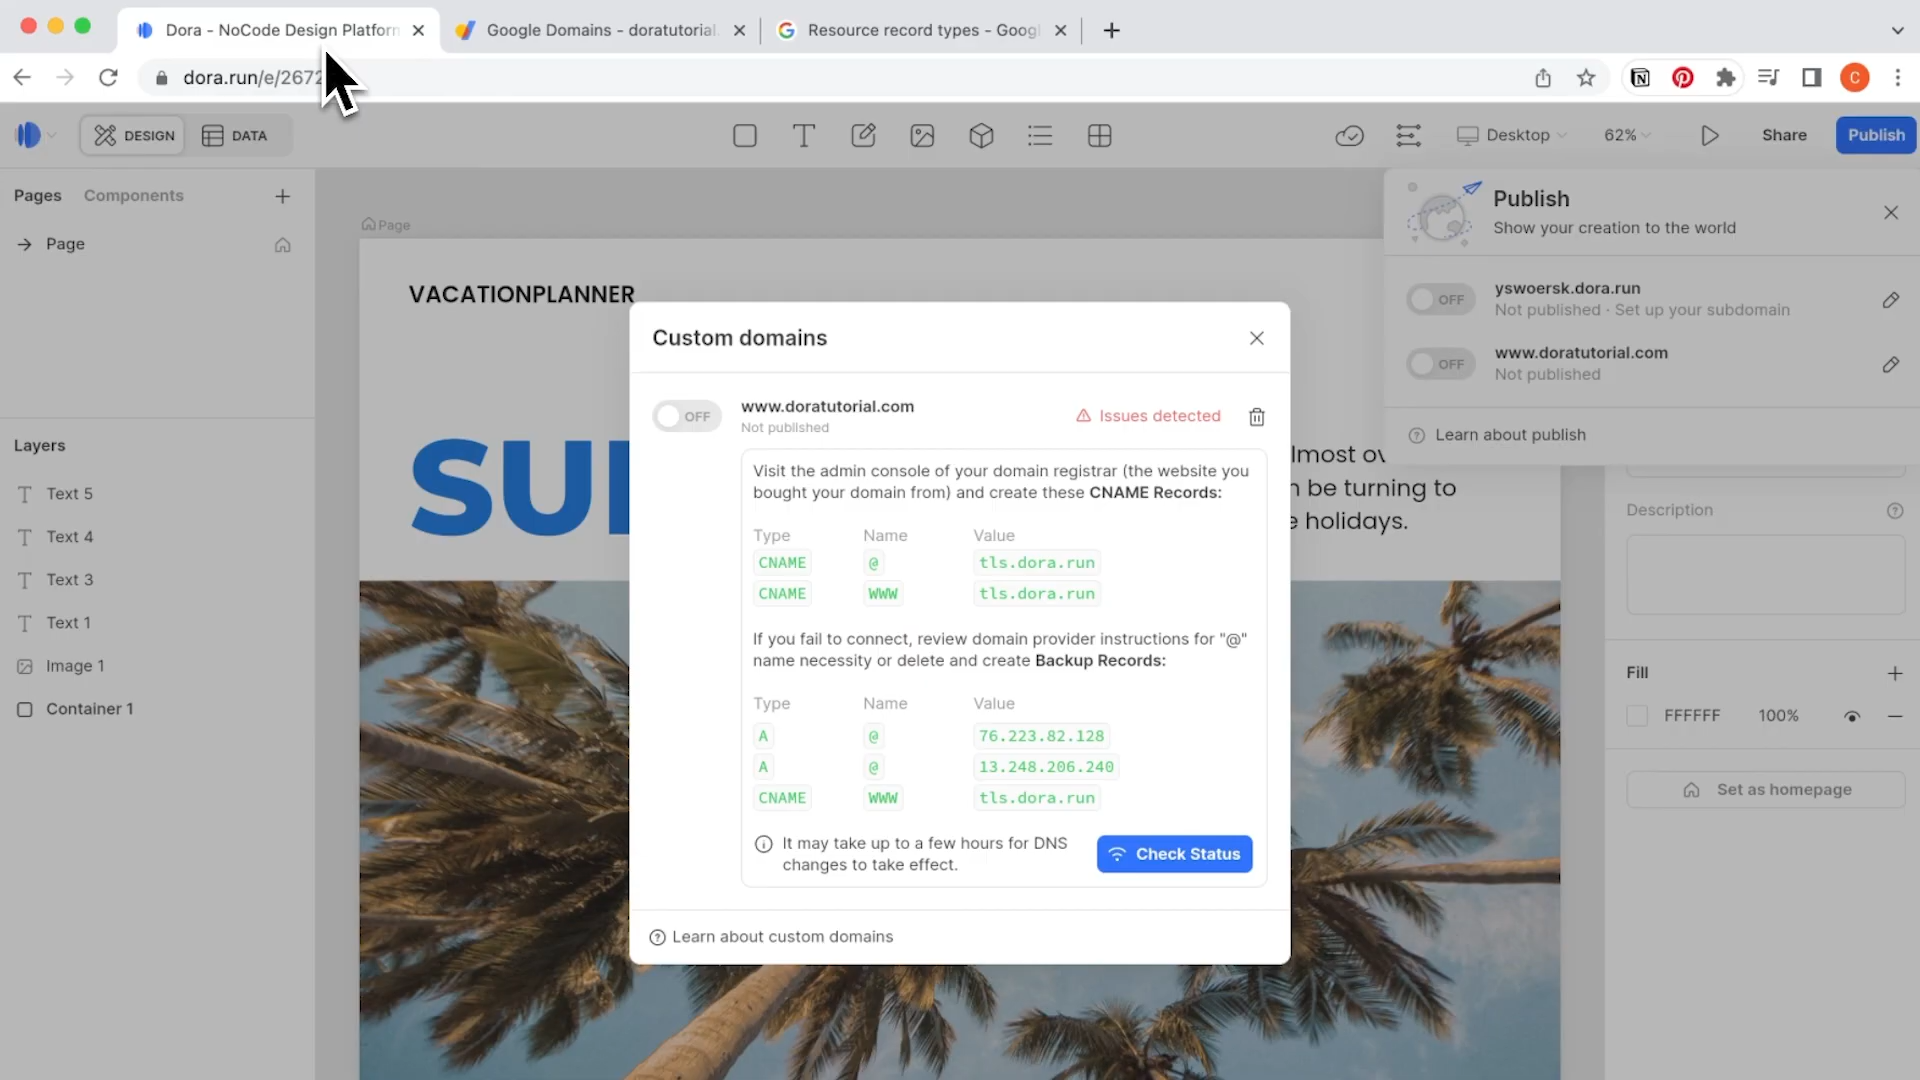 Dora - NoCode Design Platform
Google Domains - doratutorial.
Resource record types - Googl
dora.run/e/2672
C
DESIGN
DATA
Desktop
62%
Share
Publish
Pages
Components
Page
Layers
Text 5
Text 4
Text 3
Text 1
Image 1
Container 1
Page
VACATIONPLANNER
SU
lmost ov
n be turning to
e holidays.
Custom domains
OFF
www.doratutorial.com
Not published
Issues detected
Visit the admin console of your domain registrar (the website you
bought your domain from) and create these CNAME Records:
Type Name Value
CNAME @ tls.dora.run
CNAME WWW tls.dora.run
If you fail to connect, review domain provider instructions for "@"
name necessity or delete and create Backup Records:
Type Name Value
A @ 76.223.82.128
A @ 13.248.206.240
CNAME WWW tls.dora.run
It may take up to a few hours for DNS
changes to take effect.
Check Status
Learn about custom domains
Publish
Show your creation to the world
OFF
yswoersk.dora.run
Not published · Set up your subdomain
OFF
www.doratutorial.com
Not published
Learn about publish
Description
Fill
FFFFFF 100%
Set as homepage